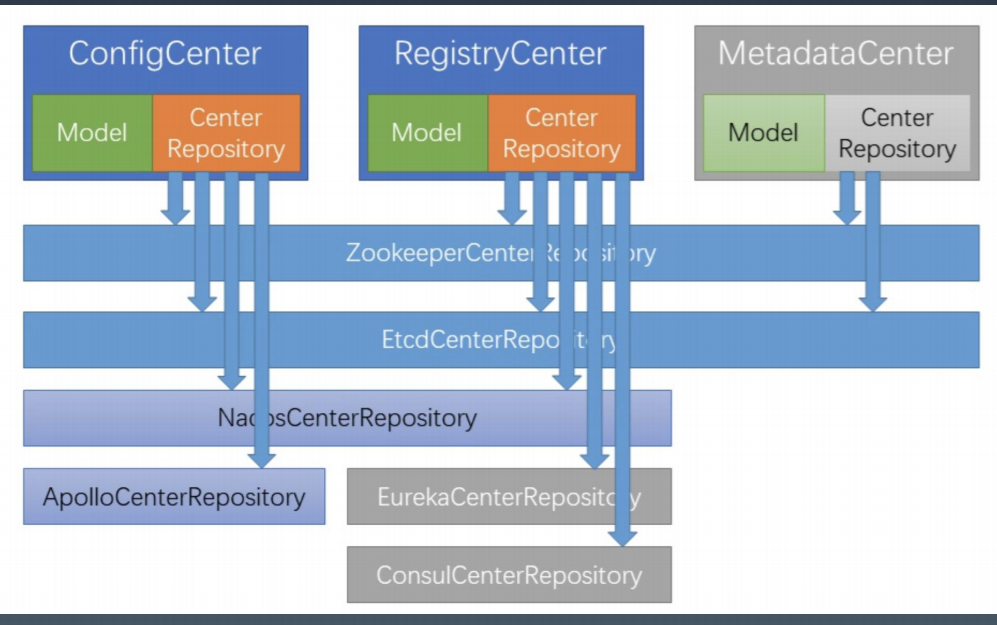 ConfigCenter
Model
Center
Repository
RegistryCenter
Model
Center
Repository
MetadataCenter
Model
Center
Repository
ZookeeperCenterRepository
EtcdCenterRepository
NacosCenterRepository
ApolloCenterRepository
EurekaCenterRepository
ConsulCenterRepository